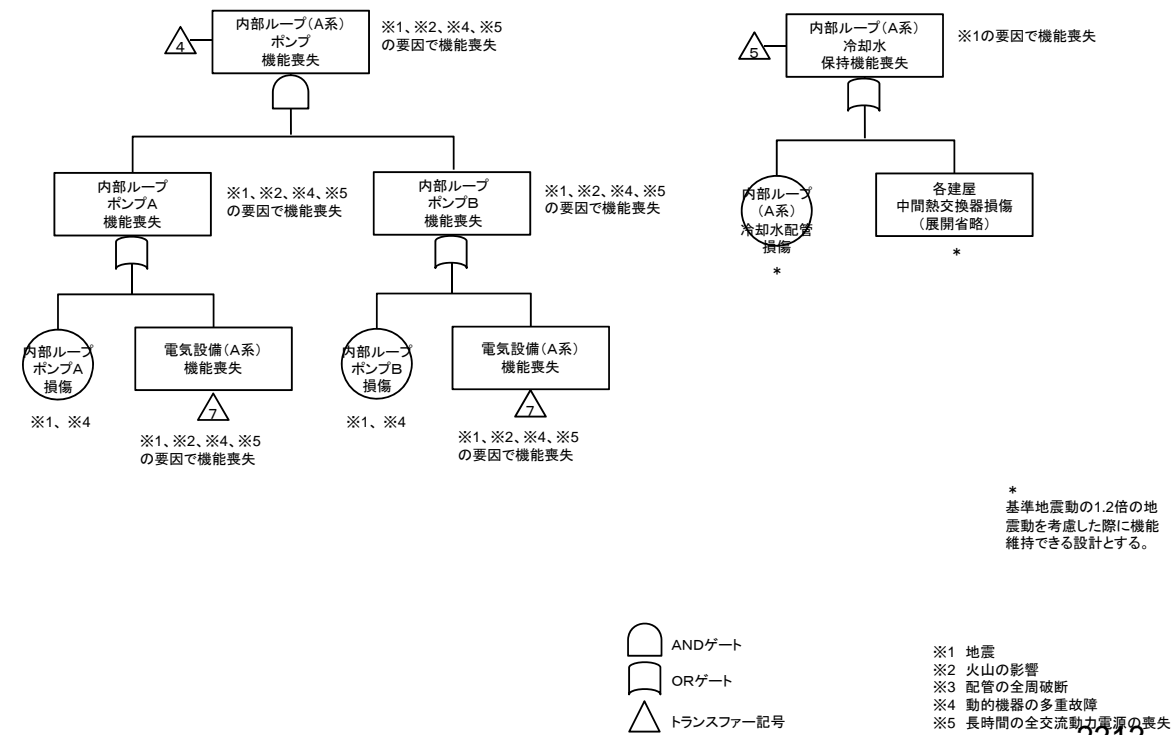 4
内部ループ(A系)
ポンプ
機能喪失
※1、※2、※4、※5
の要因で機能喪失
内部ループ
ポンプA
機能喪失
※1、※2、※4、※5
の要因で機能喪失
内部ループ
ポンプB
機能喪失
※1、※2、※4、※5
の要因で機能喪失
内部ループ
ポンプA
損傷
※1、※4
電気設備(A系)
機能喪失
7
※1、※2、※4、※5
の要因で機能喪失
内部ループ
ポンプB
損傷
※1、※4
電気設備(A系)
機能喪失
7
※1、※2、※4、※5
の要因で機能喪失
5
内部ループ(A系)
冷却水
保持機能喪失
※1の要因で機能喪失
内部ループ
(A系)
冷却水配管
損傷
*
各建屋
中間熱交換器損傷
(展開省略)
*
*
基準地震動の1.2倍の地
震動を考慮した際に機能
維持できる設計とする。
ANDゲート
ORゲート
トランスファー記号
※1 地震
※2 火山の影響
※3 配管の全周破断
※4 動的機器の多重故障
※5 長時間の全交流動力電源の喪失